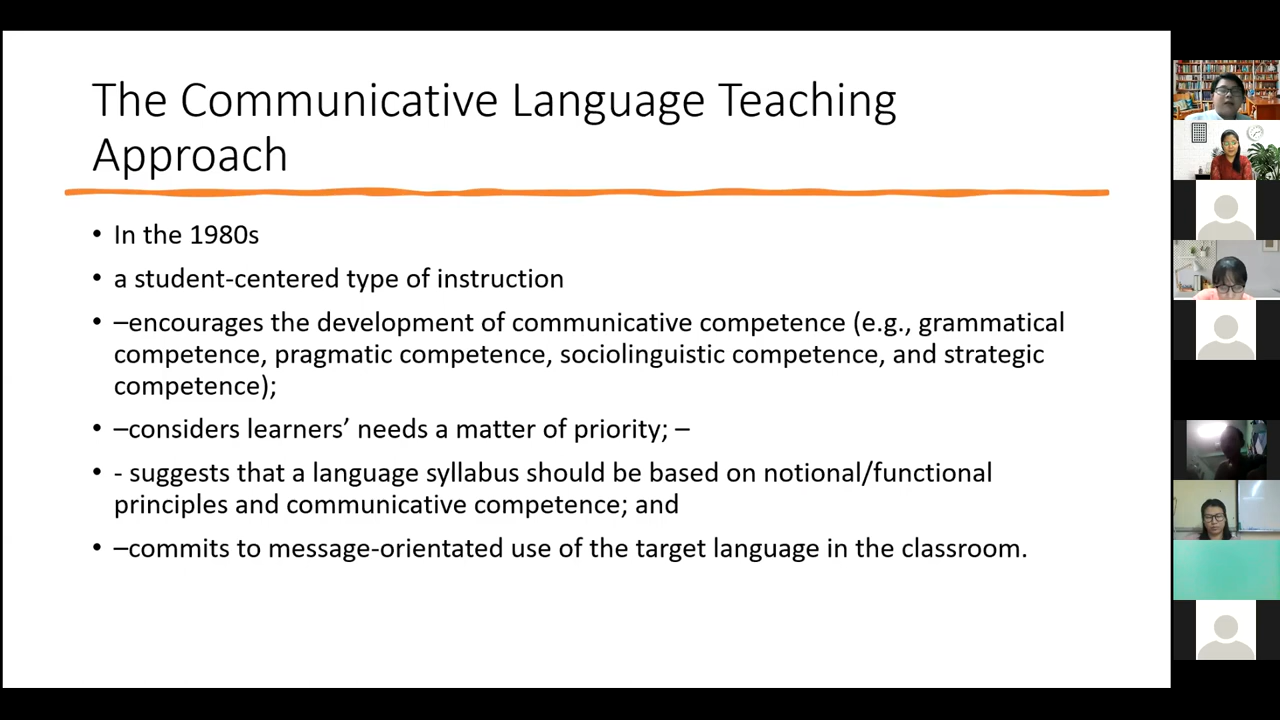 The Communicative Language Teaching
Approach
• In the 1980s
• a student-centered type of instruction
• –encourages the development of communicative competence (e.g., grammatical
competence, pragmatic competence, sociolinguistic competence, and strategic
competence);
• –considers learners’ needs a matter of priority; –
• - suggests that a language syllabus should be based on notional/functional
principles and communicative competence; and
• –commits to message-orientated use of the target language in the classroom.